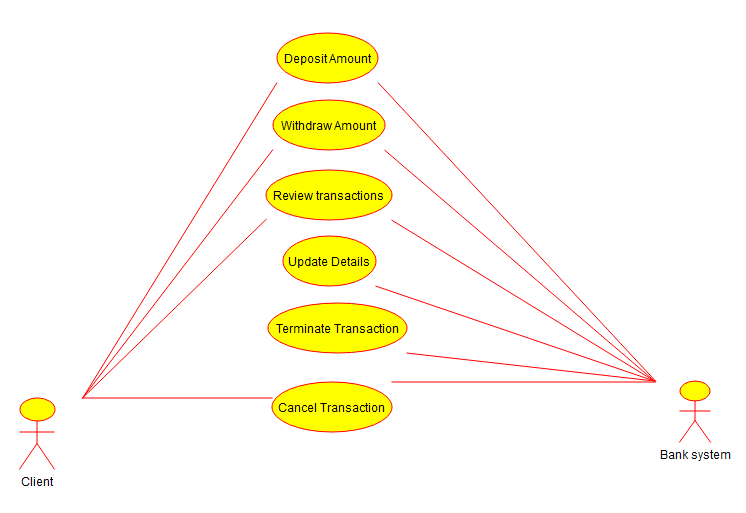 Deposit Amount
Withdraw Amount
Review transactions
Update Details
Terminate Transaction
Cancel Transaction
Client
Bank system